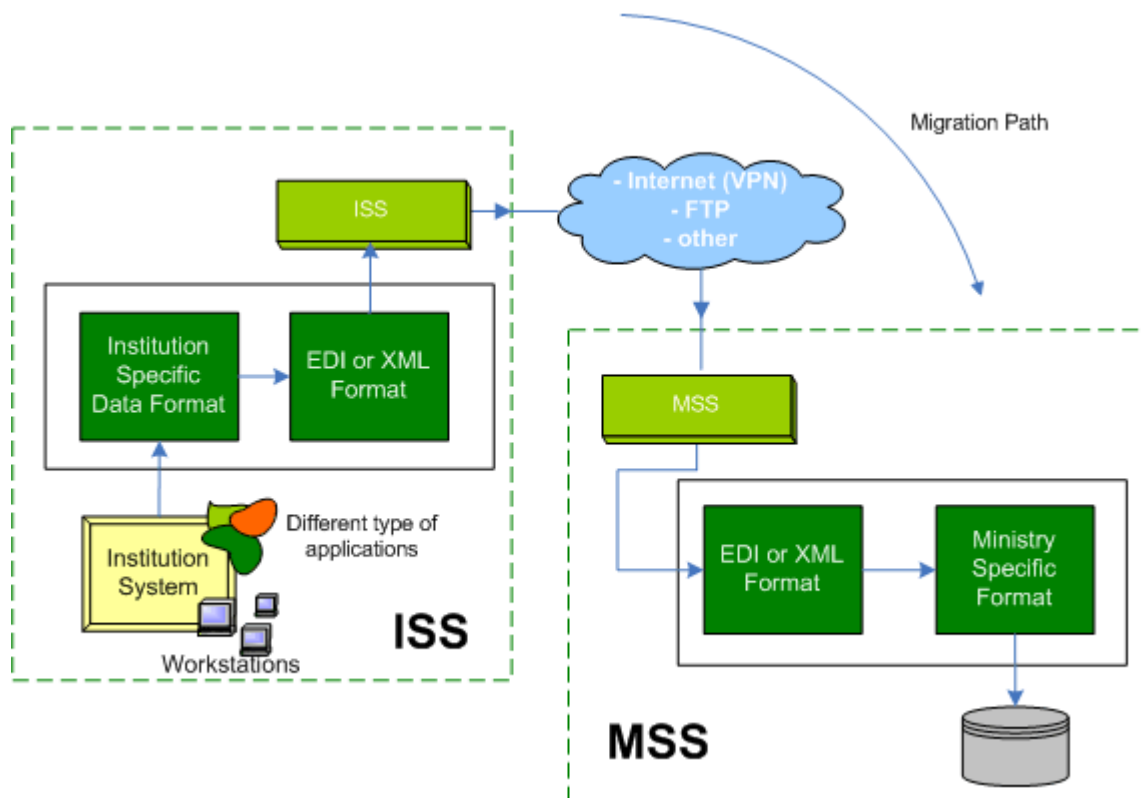 Migration Path
- Internet (VPN)
- FTP
- other
ISS
Institution
Specific
Data Format
EDI or XML
Format
Institution
System
Different type of
applications
Workstations
ISS
MSS
EDI or XML
Format
Ministry
Specific
Format
MSS